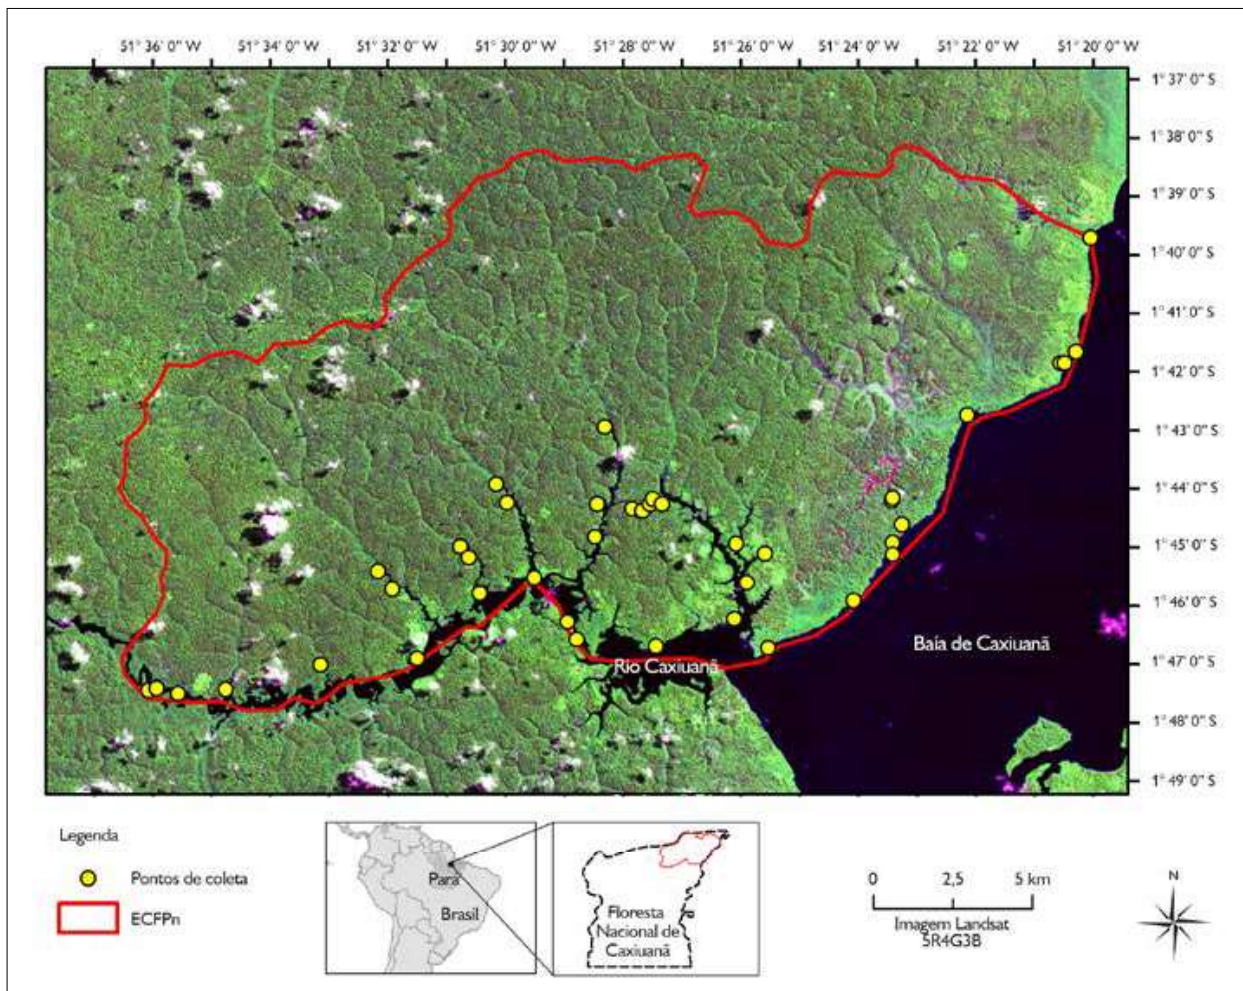 51° 36' 0" W 51° 34' 0" W 51° 32' 0" W 51° 30' 0" W 51° 28' 0" W 51° 26' 0" W 51° 24' 0" W 51° 22' 0" W 51° 20' 0" W
1° 37' 0" S
1° 38' 0" S
1° 39' 0" S
1° 40' 0" S
1° 41' 0" S
1° 42' 0" S
1° 43' 0" S
1° 44' 0" S
1° 45' 0" S
1° 46' 0" S
1° 47' 0" S
1° 48' 0" S
1° 49' 0" S
Baía de Caxiuanã
Rio Caxiuanã
Legenda
Pontos de coleta
ECFPn
Pará
Brasil
Floresta
Nacional de
Caxiuanã
0 2,5 5 km
Imagem Landsat
5R4G3B
N